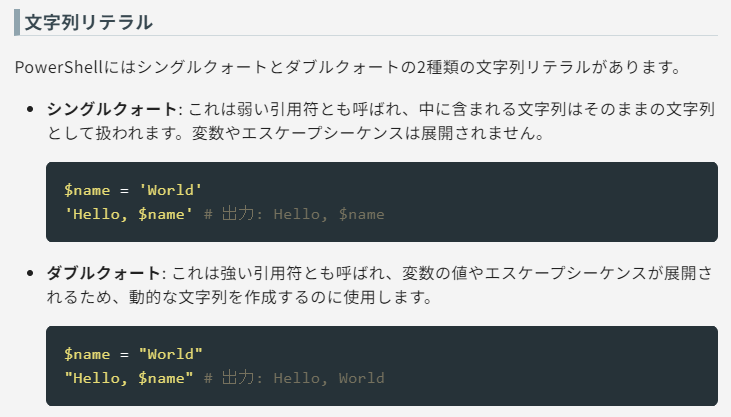 文字列リテラル
PowerShellにはシングルクォートとダブルクォートの2種類の文字列リテラルがあります。
• シングルクォート: これは弱い引用符とも呼ばれ、中に含まれる文字列はそのままの文字列
として扱われます。変数やエスケープシーケンスは展開されません。
$name = 'World'
'Hello, $name' # 出力: Hello, $name
• ダブルクォート: これは強い引用符とも呼ばれ、変数の値やエスケープシーケンスが展開さ
れるため、動的な文字列を作成するのに使用します。
$name = "World"
"Hello, $name" # 出力: Hello, World